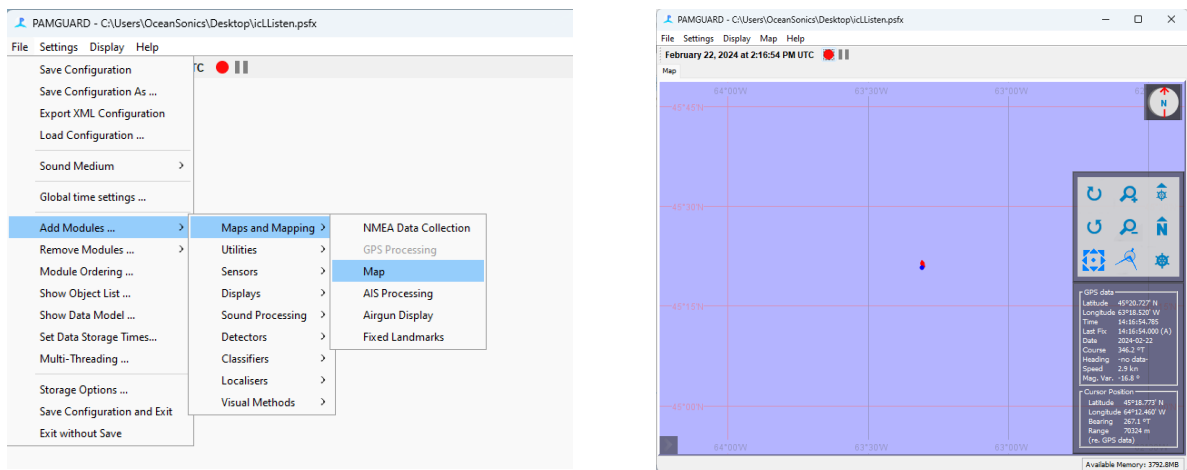 PAMGUARD - C:\Users\OceanSonics\Desktop\icLListen.psfx
File Settings Display Help
Save Configuration
TC
Save Configuration As ...
Export XML Configuration
Load Configuration ...
Sound Medium >
Global time settings ...
Add Modules ... >
Remove Modules ... >
Module Ordering ...
Show Object List ...
Show Data Model ...
Set Data Storage Times...
Multi-Threading ...
Storage Options ...
Save Configuration and Exit
Exit without Save
Maps and Mapping >
Utilities >
Sensors >
Displays >
Sound Processing >
Detectors >
Classifiers >
Localisers >
Visual Methods >
NMEA Data Collection
GPS Processing
Map
AIS Processing
Airgun Display
Fixed Landmarks
PAMGUARD - C:\Users\OceanSonics\Desktop\icLListen.psfx
File Settings Display Map Help
February 22, 2024 at 2:16:54 PM UTC
Map
64°00'W 63°30'W 63°00'W
45°45'N
N
45°30'N
N
45°15'N
45°00'N
64°00'W 63°30'W 63°00'W
GPS data
Latitude 45°20.727' N
Longitude 63°18.520' W
Time 14:16:54.785
Last Fix 14:16:54.000 (A)
Date 2024-02-22
Course 346.2 °T
Heading -no data-
Speed 2.9 kn
Mag. Var. -16.8 °
Cursor Position
Latitude 45°18.773' N
Longitude 64°12.460' W
Bearing 267.1 °T
Range 70324 m
(re. GPS data)
Available Memory: 3792.8MB